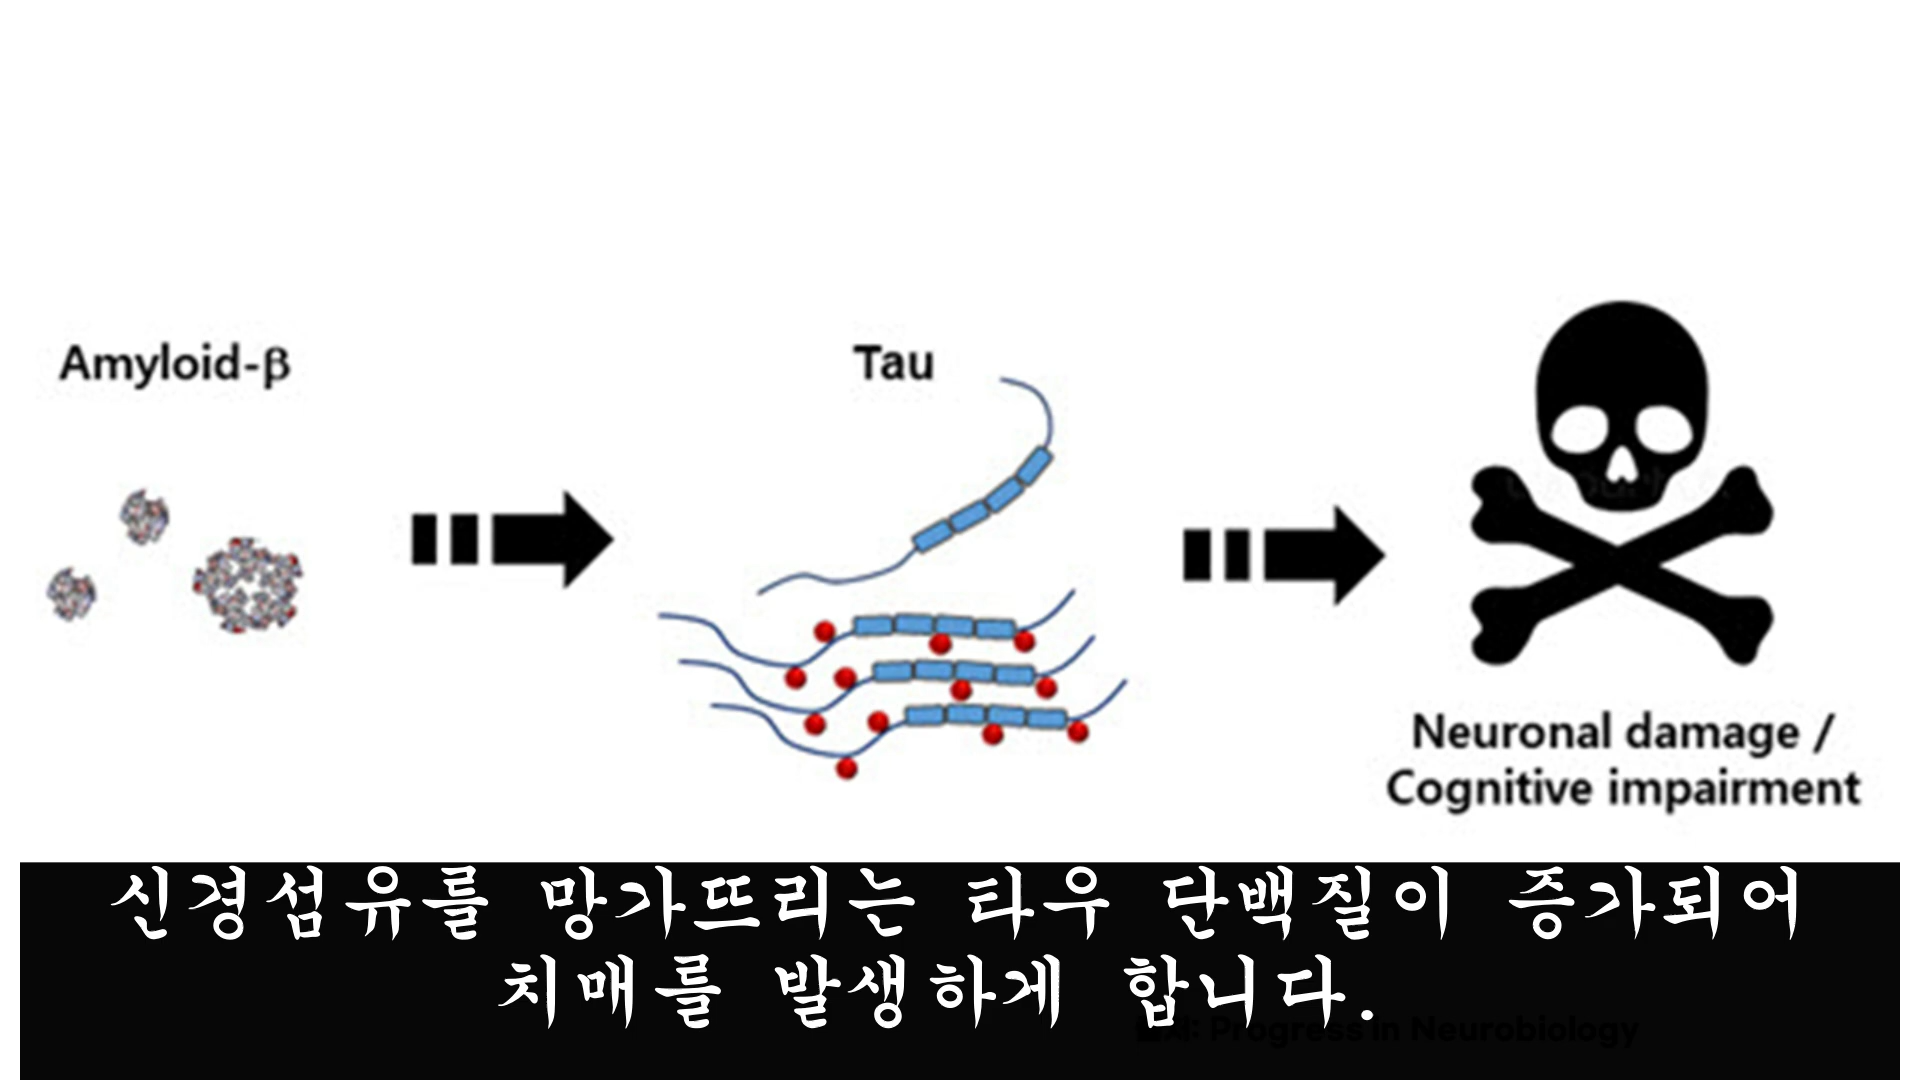 Amyloid-β
Tau
Neuronal damage /
Cognitive impairment
신경섬유를 망가뜨리는 타우 단백질이 증가되어
치매를 발생하게 합니다.
Progress in Neurobiology